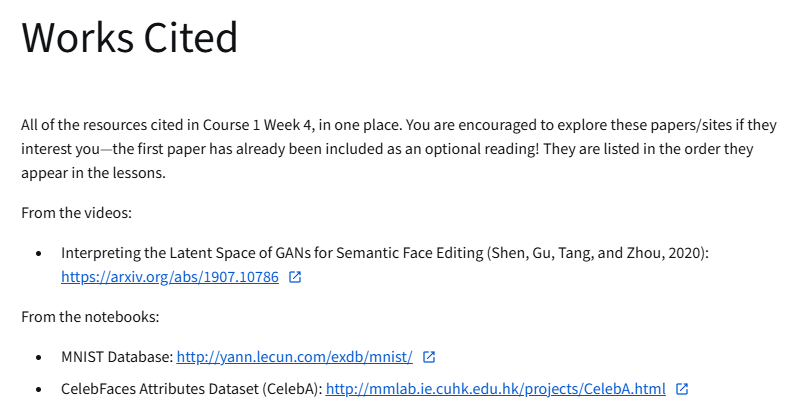 Works Cited
All of the resources cited in Course 1 Week 4, in one place. You are encouraged to explore these papers/sites if they
interest you—the first paper has already been included as an optional reading! They are listed in the order they
appear in the lessons.
From the videos:
• Interpreting the Latent Space of GANs for Semantic Face Editing (Shen, Gu, Tang, and Zhou, 2020):
https://arxiv.org/abs/1907.10786
From the notebooks:
• MNIST Database: http://yann.lecun.com/exdb/mnist/
• CelebFaces Attributes Dataset (CelebA): http://mmlab.ie.cuhk.edu.hk/projects/CelebA.html